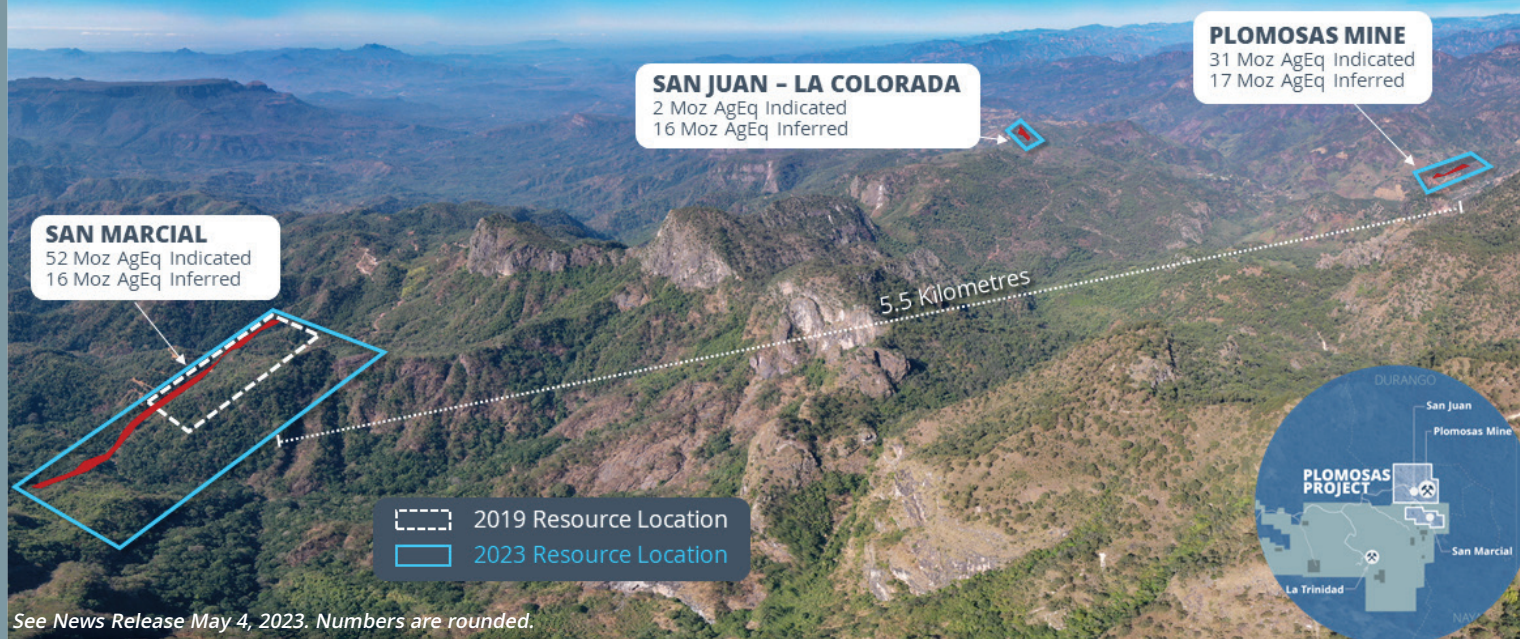 PLOMOSAS MINE
31 Moz AgEq Indicated
17 Moz AgEq Inferred
SAN JUAN – LA COLORADA
2 Moz AgEq Indicated
16 Moz AgEq Inferred
SAN MARCIAL
52 Moz AgEq Indicated
16 Moz AgEq Inferred
5.5 Kilometres
2019 Resource Location
2023 Resource Location
See News Release May 4, 2023. Numbers are rounded.
DURANGO
San Juan
Plomosas Mine
PLOMOSAS
PROJECT
San Marcial
La Trinidad